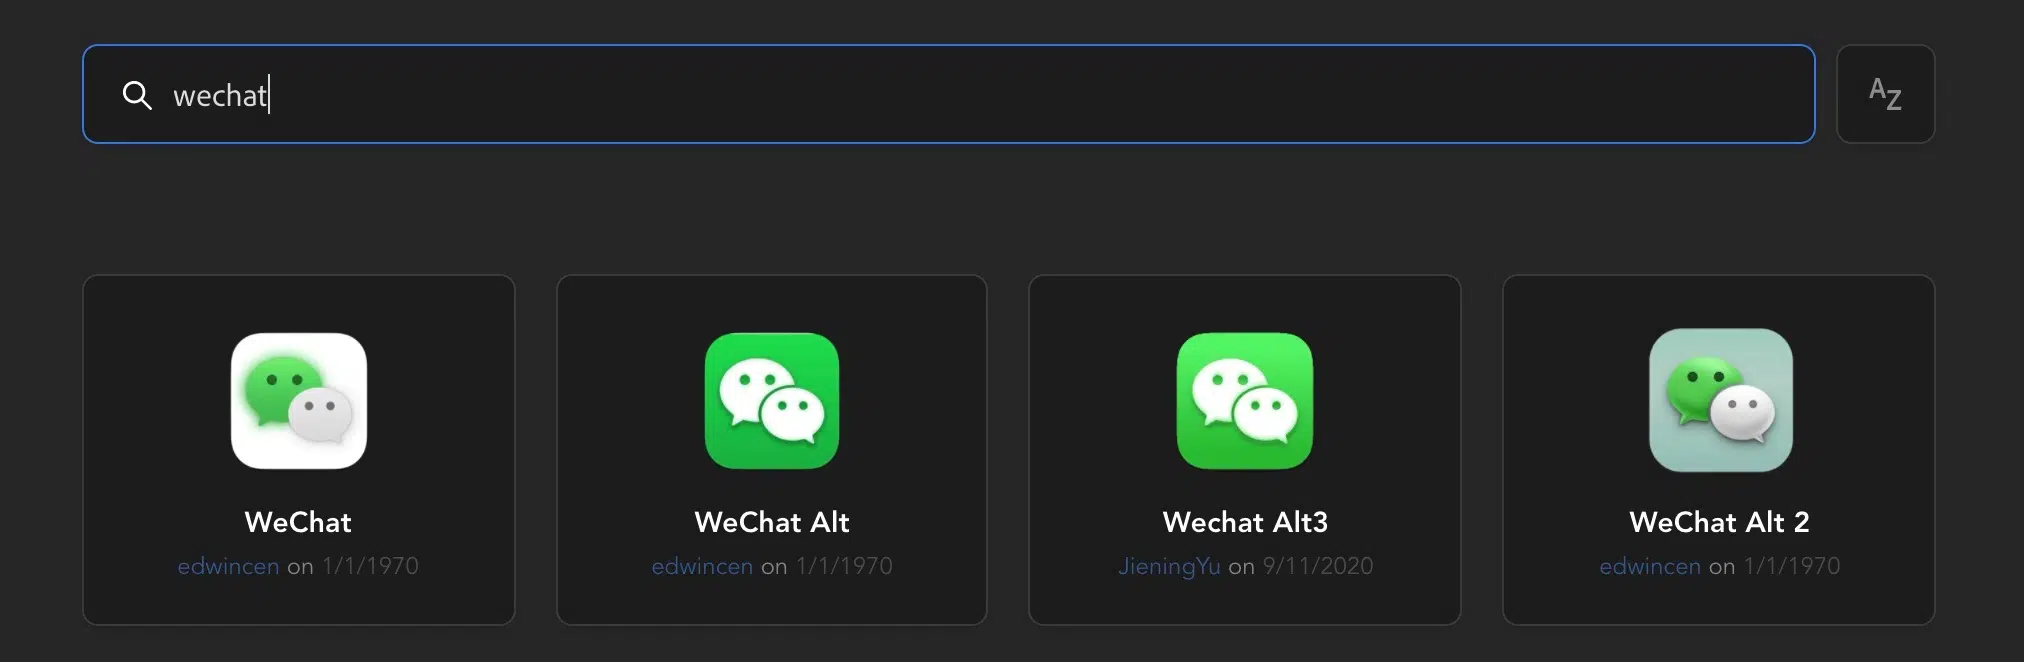 wechat
AZ
WeChat
edwincen on 1/1/1970
WeChat Alt
edwincen on 1/1/1970
Wechat Alt3
JieningYu on 9/11/2020
WeChat Alt 2
edwincen on 1/1/1970